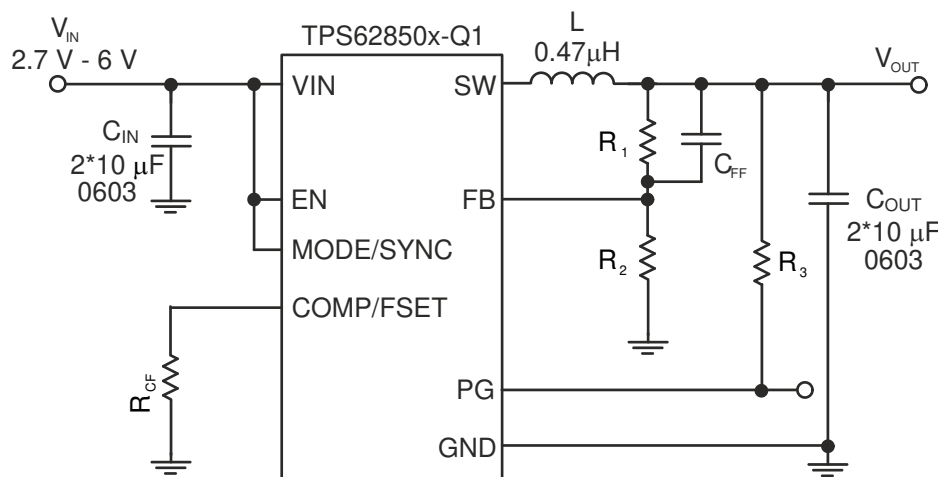 TPS62850x-Q1
V_IN
2.7 V - 6 V
VIN
C_IN
2*10 µF
0603
EN
MODE/SYNC
COMP/FSET
R_CF
SW
FB
PG
GND
L
0.47µH
R_1
C_FF
R_2
R_3
V_OUT
C_OUT
2*10 µF
0603